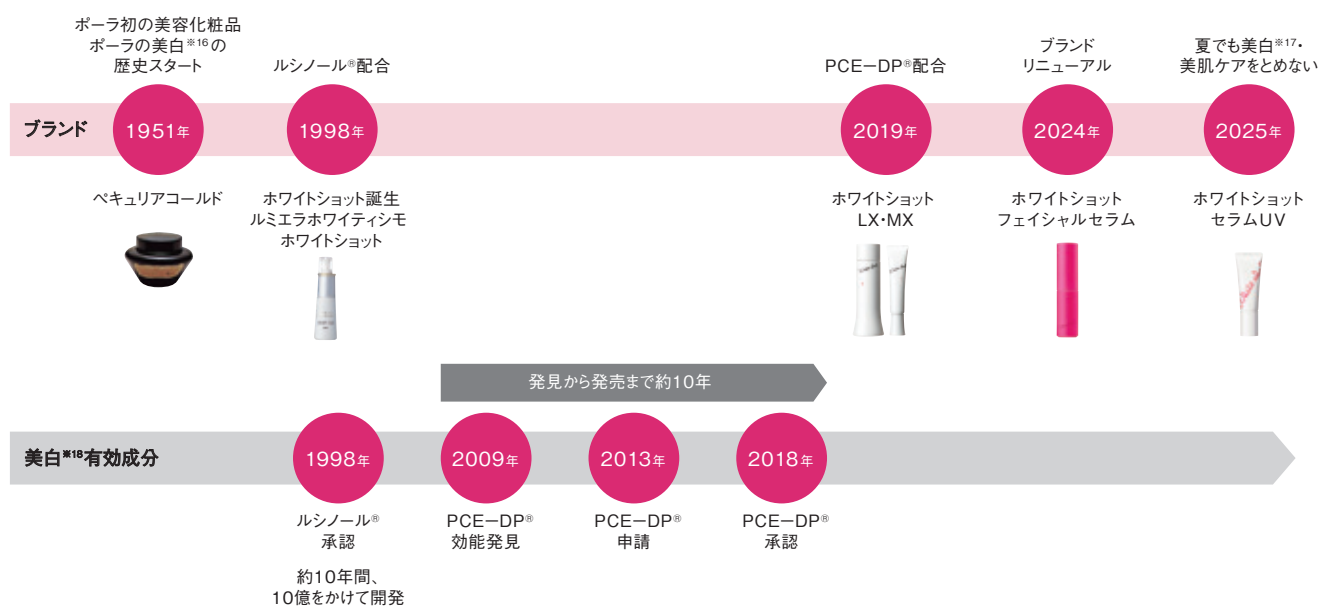 ポーラ初の美容化粧品
ポーラの美白※16の
歴史スタート
ルシノール®配合
PCE−DP®配合
ブランド
リニューアル
夏でも美白※17・
美肌ケアをとめない
ブランド
1951年
1998年
2019年
2024年
2025年
ペキュリアコールド
ホワイトショット誕生
ルミエラホワイティシモ
ホワイトショット
ホワイトショット
LX・MX
ホワイトショット
フェイシャルセラム
ホワイトショット
セラムUV
発見から発売まで約10年
美白※18有効成分
1998年
2009年
2013年
2018年
ルシノール®
承認
約10年間、
10億をかけて開発
PCE−DP®
効能発見
PCE−DP®
申請
PCE−DP®
承認